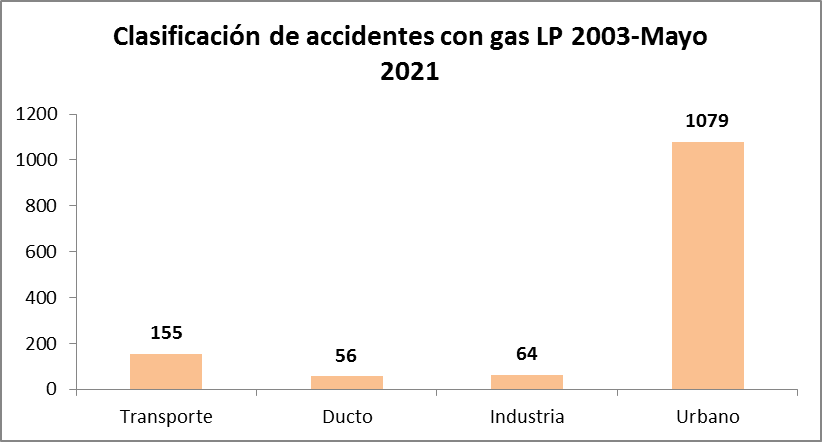 Clasificación de accidentes con gas LP 2003-Mayo
2021
1200
1000
800
600
400
200
0
155
56
64
1079
Transporte
Ducto
Industria
Urbano